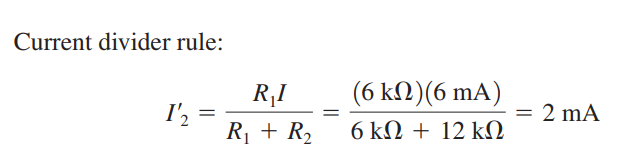 Current divider rule:
I′₂ = R₁I / (R₁ + R₂) = (6 kΩ)(6 mA) / (6 kΩ + 12 kΩ) = 2 mA